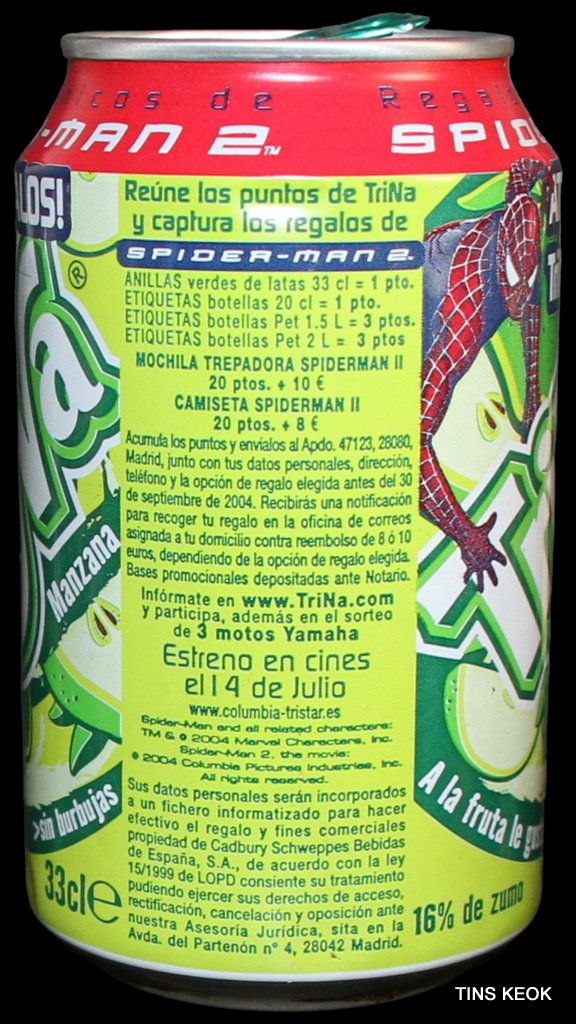 icos de
-MAN 2™
Regal
SPID
LOS!
®
Manzana
>sin burbujas
33cl e
Reúne los puntos de TriNa
y captura los regalos de
SPIDER-MAN 2™
ANILLAS verdes de latas 33 cl = 1 pto.
ETIQUETAS botellas 20 cl = 1 pto.
ETIQUETAS botellas Pet 1.5 L = 3 ptos.
ETIQUETAS botellas Pet 2 L = 3 ptos
MOCHILA TREPADORA SPIDERMAN II
20 ptos. + 10 €
CAMISETA SPIDERMAN II
20 ptos. + 8 €
Acumula los puntos y envialos al Apdo. 47123, 28080,
Madrid, junto con tus datos personales, dirección,
teléfono y la opción de regalo elegida antes del 30
de septiembre de 2004. Recibirás una notificación
para recoger tu regalo en la oficina de correos
asignada a tu domicilio contra reembolso de 8 ó 10
euros, dependiendo de la opción de regalo elegida.
Bases promocionales depositadas ante Notario.
Infórmate en www.TriNa.com
y participa, además en el sorteo
de 3 motos Yamaha
Estreno en cines
el 14 de Julio
www.columbia-tristar.es
Spider-Man and all related characters:
TM & © 2004 Marvel Characters, Inc.
Spider-Man 2, the movie:
© 2004 Columbia Pictures Industries, Inc.
All rights reserved.
Sus datos personales serán incorporados
a un fichero informatizado para hacer
efectivo el regalo y fines comerciales
propiedad de Cadbury Schweppes Bebidas
de España, S.A., de acuerdo con la ley
15/1999 de LOPD consiente su tratamiento
pudiendo ejercer sus derechos de acceso,
rectificación, cancelación y oposición ante
nuestra Asesoría Jurídica, sita en la
Avda. del Partenón nº 4, 28042 Madrid.
Tri
A la fruta le gus
16% de zumo
TINS KEOK